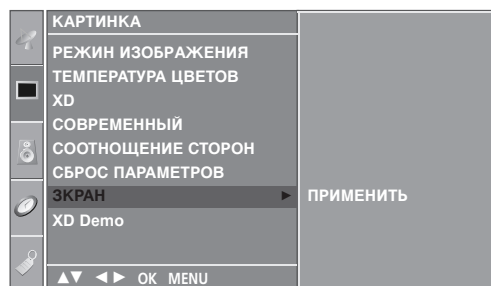 КАРТИНКА
РЕЖИН ИЗОБРАЖЕНИЯ
ТЕМПЕРАТУРА ЦВЕТОВ
XD
СОВРЕМЕННЫЙ
СООТНОЩЕНИЕ СТОРОН
СБРОС ПАРАМЕТРОВ
ЗКРАН ► ПРИМЕНИТЬ
XD Demo
▲▼ ◄► OK MENU